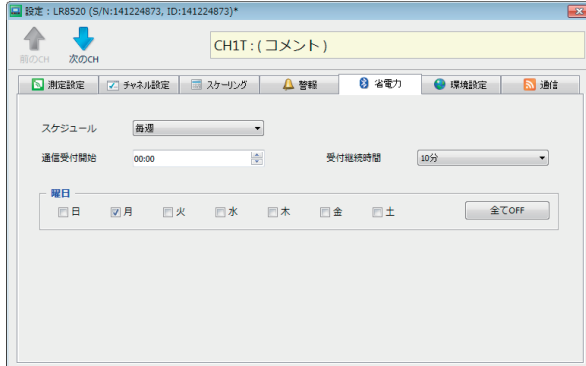 設定 : LR8520 (S/N:141224873, ID:141224873)*
前のCH 次のCH CH1T : ( コメント )
測定設定 チャネル設定 スケーリング 警報 省電力 環境設定 通信
スケジュール 毎週
通信受付開始 00:00 受付継続時間 10分
曜日
日 月 火 水 木 金 土 全てOFF